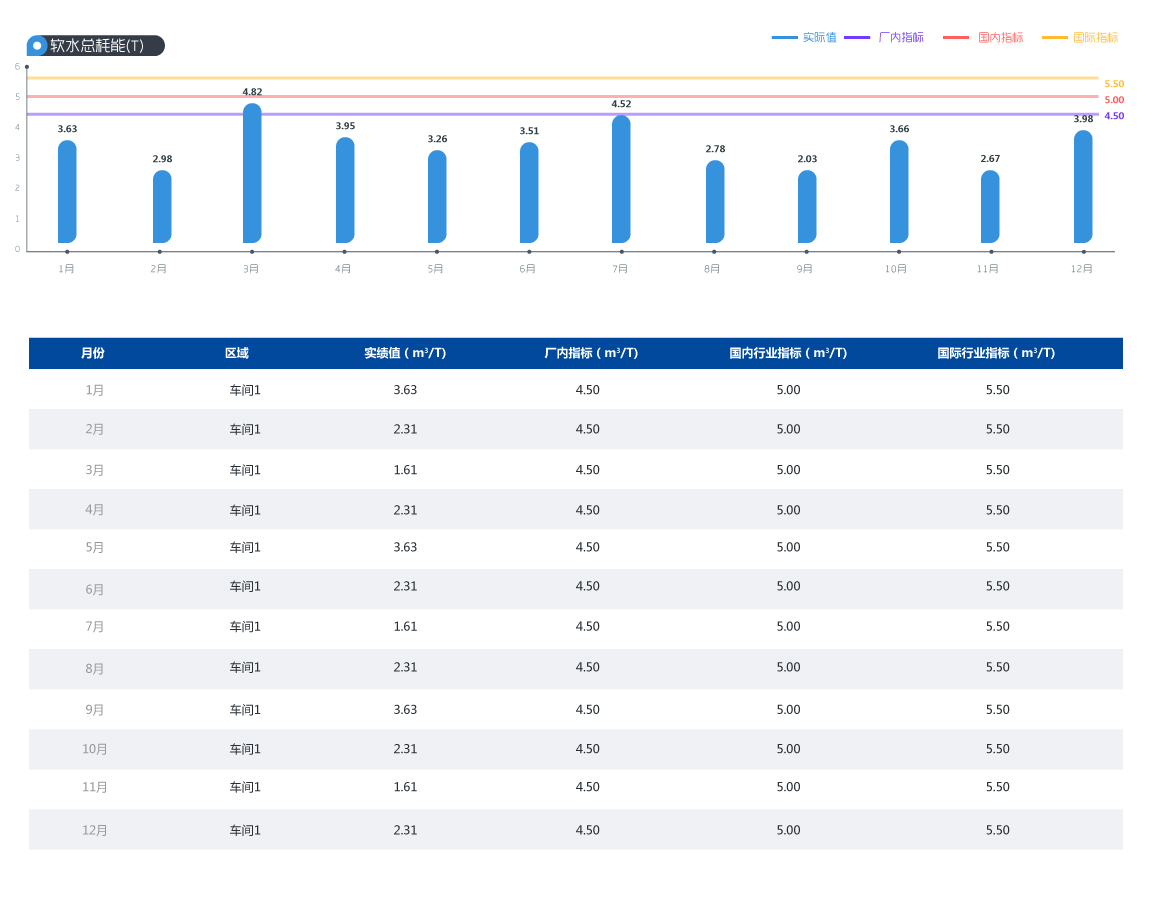 软水总耗能(T)
实际值 厂内指标 国内指标 国际指标
6
5
4
3
2
1
0
5.50
5.00
4.50
3.63 2.98 4.82 3.95 3.26 3.51 4.52 2.78 2.03 3.66 2.67 3.98
1月 2月 3月 4月 5月 6月 7月 8月 9月 10月 11月 12月
月份 区域 实绩值 ( m³/T) 厂内指标 ( m³/T) 国内行业指标 ( m³/T) 国际行业指标 ( m³/T)
1月 车间1 3.63 4.50 5.00 5.50
2月 车间1 2.31 4.50 5.00 5.50
3月 车间1 1.61 4.50 5.00 5.50
4月 车间1 2.31 4.50 5.00 5.50
5月 车间1 3.63 4.50 5.00 5.50
6月 车间1 2.31 4.50 5.00 5.50
7月 车间1 1.61 4.50 5.00 5.50
8月 车间1 2.31 4.50 5.00 5.50
9月 车间1 3.63 4.50 5.00 5.50
10月 车间1 2.31 4.50 5.00 5.50
11月 车间1 1.61 4.50 5.00 5.50
12月 车间1 2.31 4.50 5.00 5.50